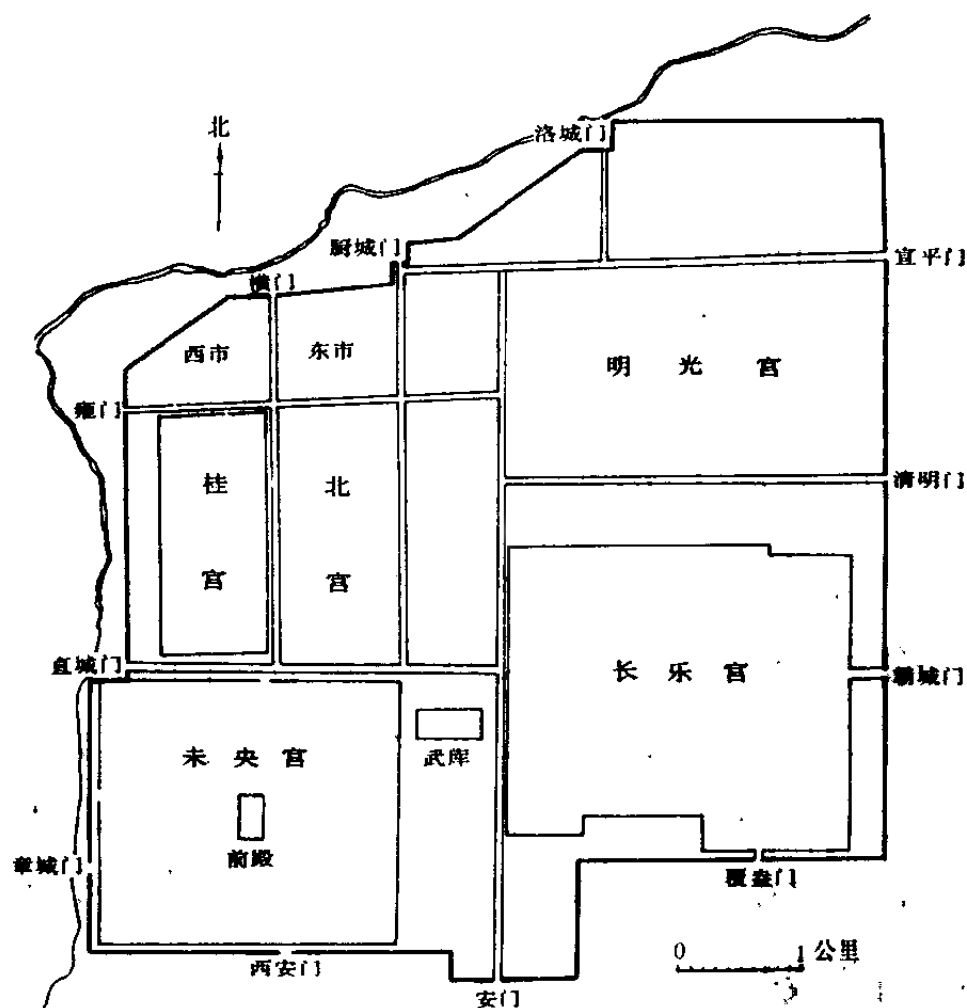 北
洛城门
厨城门
宣平门
横门
西市
东市
明光宫
雍门
桂宫
北宫
清明门
直城门
长乐宫
霸城门
未央宫
武库
前殿
章城门
覆盎门
西安门
安门
0 1 公里